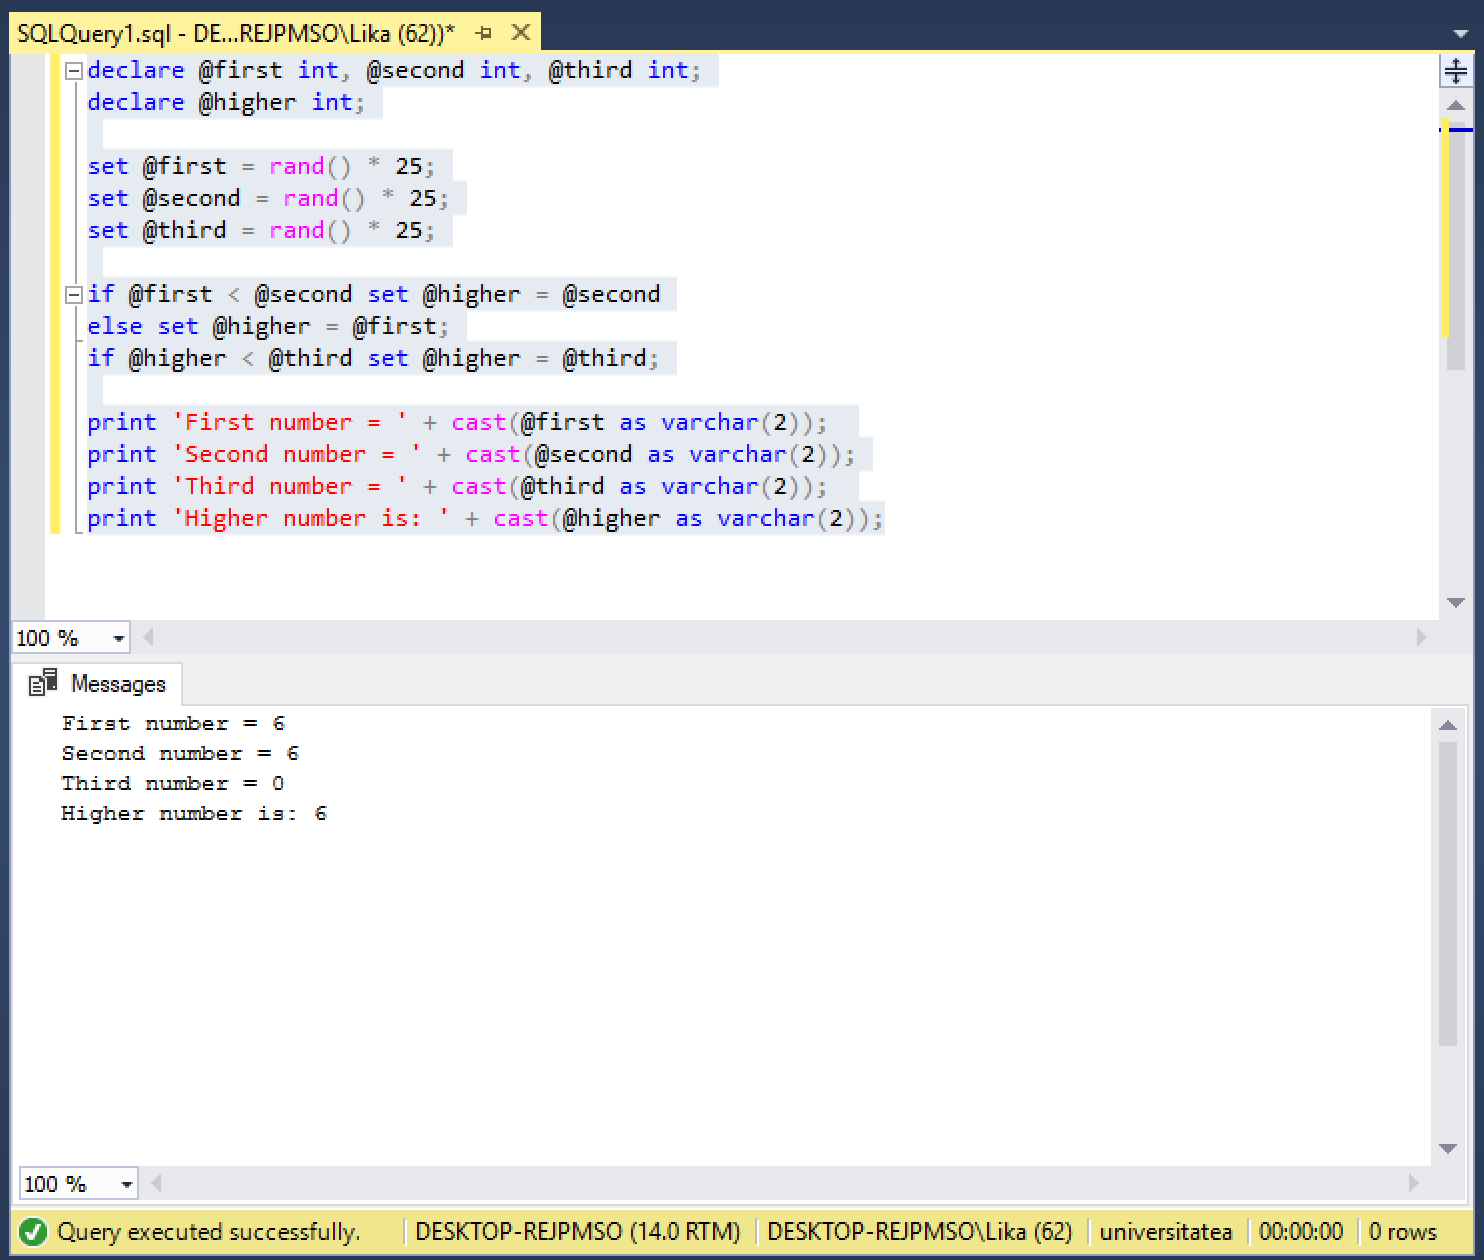 SQLQuery1.sql - DE...REJPMSO\Lika (62))*
declare @first int, @second int, @third int;
declare @higher int;
set @first = rand() * 25;
set @second = rand() * 25;
set @third = rand() * 25;
if @first < @second set @higher = @second
else set @higher = @first;
if @higher < @third set @higher = @third;
print 'First number = ' + cast(@first as varchar(2));
print 'Second number = ' + cast(@second as varchar(2));
print 'Third number = ' + cast(@third as varchar(2));
print 'Higher number is: ' + cast(@higher as varchar(2));
100 %
Messages
First number = 6
Second number = 6
Third number = 0
Higher number is: 6
100 %
Query executed successfully. DESKTOP-REJPMSO (14.0 RTM) DESKTOP-REJPMSO\Lika (62) universitatea 00:00:00 0 rows